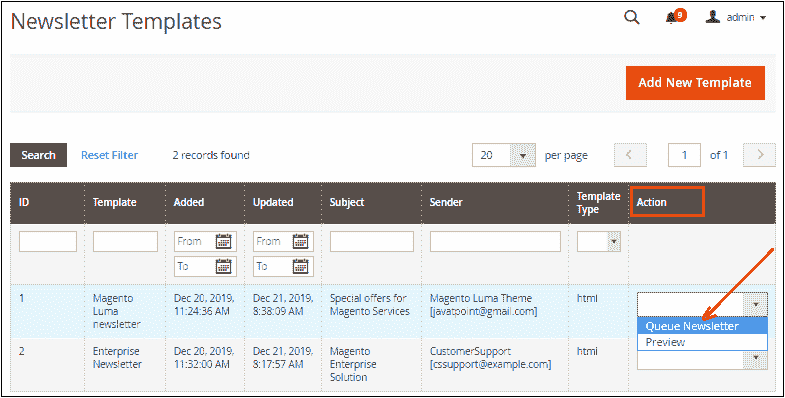 Newsletter Templates
9
admin
Add New Template
Search
Reset Filter
2 records found
20
per page
1
of 1
ID
Template
Added
Updated
Subject
Sender
Template
Type
Action
From
From
To
To
1
Magento
Luma
newsletter
Dec 20, 2019,
11:24:36 AM
Dec 21, 2019,
8:38:09 AM
Special offers for
Magento Services
Magento Luma Theme
[javatpoint@gmail.com]
html
Queue Newsletter
Preview
2
Enterprise
Newsletter
Dec 20, 2019,
11:32:00 AM
Dec 21, 2019,
8:17:57 AM
Magento
Enterprise
Solution
CustomerSupport
[cssupport@example.com]
html